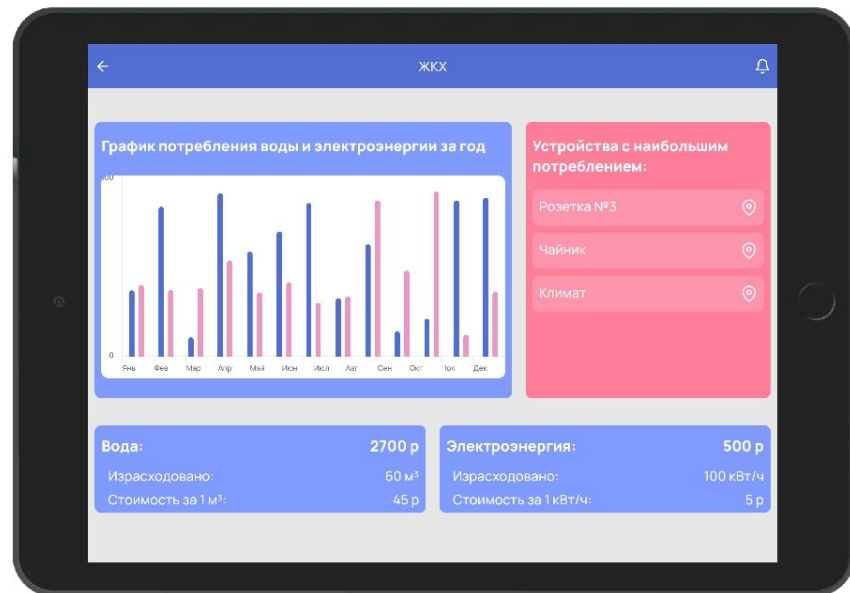 ЖКХ
График потребления воды и электроэнергии за год
100
0
Янв Фев Мар Апр Май Июн Июл Авг Сен Окт Ноя Дек
Устройства с наибольшим
потреблением:
Розетка №3
Чайник
Климат
Вода: 2700 р
Израсходовано: 60 м³
Стоимость за 1 м³: 45 р
Электроэнергия: 500 р
Израсходовано: 100 кВт/ч
Стоимость за 1 кВт/ч: 5 р